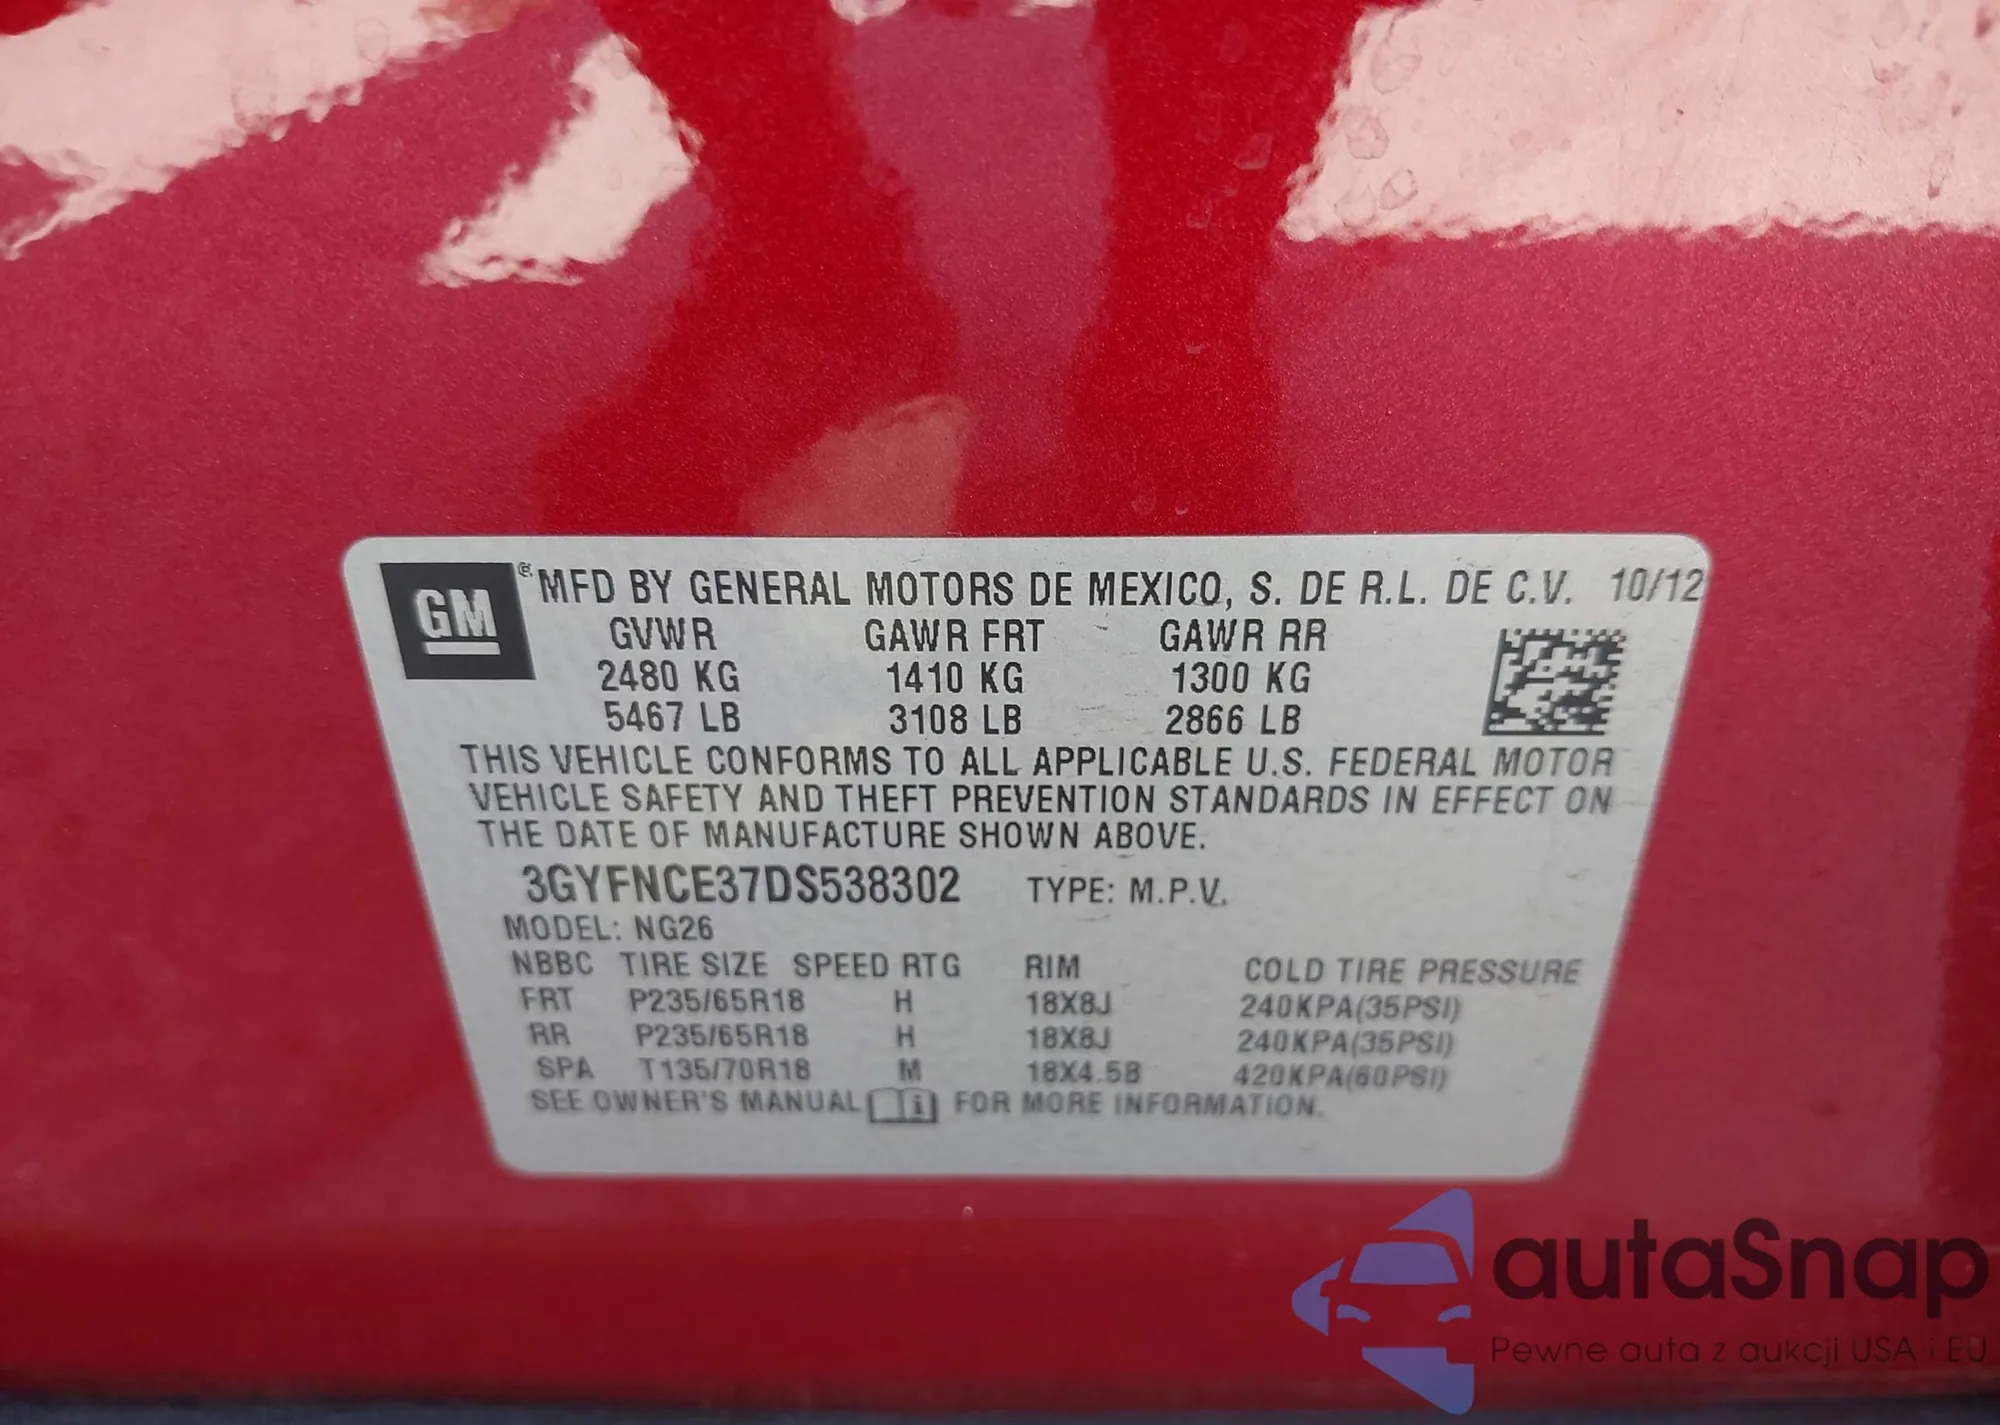 GM® MFD BY GENERAL MOTORS DE MEXICO, S. DE R.L. DE C.V. 10/12
GVWR GAWR FRT GAWR RR
2480 KG 1410 KG 1300 KG
5467 LB 3108 LB 2866 LB
THIS VEHICLE CONFORMS TO ALL APPLICABLE U.S. FEDERAL MOTOR
VEHICLE SAFETY AND THEFT PREVENTION STANDARDS IN EFFECT ON
THE DATE OF MANUFACTURE SHOWN ABOVE.
3GYFNCE37DS538302 TYPE: M.P.V.
MODEL: NG26
NBBC TIRE SIZE SPEED RTG RIM COLD TIRE PRESSURE
FRT P235/65R18 H 18X8J 240KPA(35PSI)
RR P235/65R18 H 18X8J 240KPA(35PSI)
SPA T135/70R18 M 18X4.5B 420KPA(60PSI)
SEE OWNER'S MANUAL i FOR MORE INFORMATION.
autaSnap
Pewne auta z aukcji USA i EU